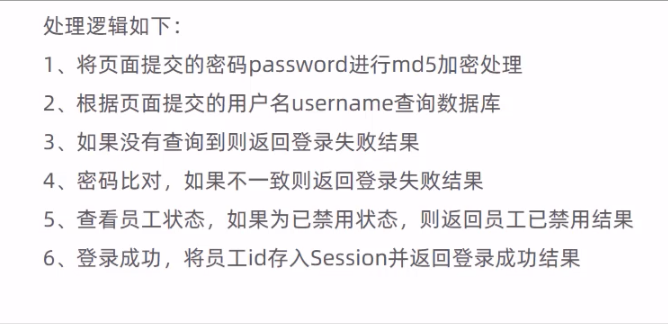 处理逻辑如下：
1、将页面提交的密码password进行md5加密处理
2、根据页面提交的用户名username查询数据库
3、如果没有查询到则返回登录失败结果
4、密码比对，如果不一致则返回登录失败结果
5、查看员工状态，如果为已禁用状态，则返回员工已禁用结果
6、登录成功，将员工id存入Session并返回登录成功结果